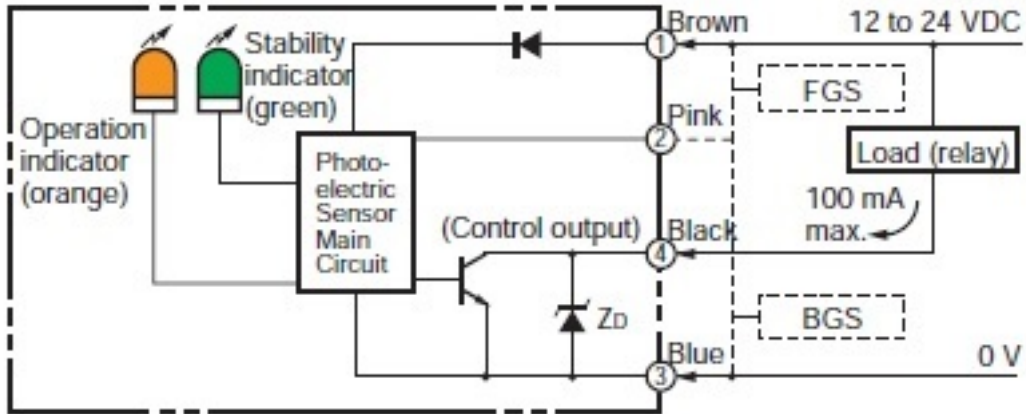 Brown
12 to 24 VDC
1
Stability
indicator
(green)
FGS
Pink
2
Operation
indicator
(orange)
Photo-
electric
Sensor
Main
Circuit
Load (relay)
100 mA
max.
(Control output)
Black
4
ZD
BGS
Blue
3
0 V